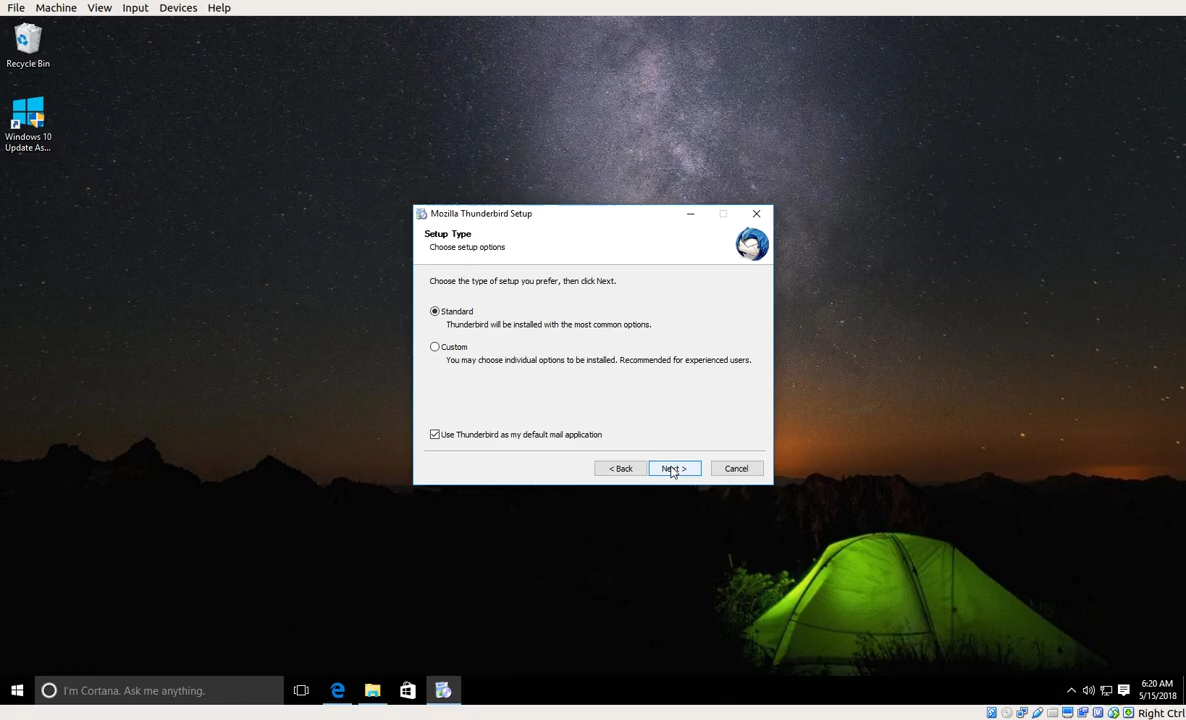 File Machine View Input Devices Help
Recycle Bin
Windows 10
Update As...
Mozilla Thunderbird Setup
Setup Type
Choose setup options
Choose the type of setup you prefer, then click Next.
Standard
Thunderbird will be installed with the most common options.
Custom
You may choose individual options to be installed. Recommended for experienced users.
Use Thunderbird as my default mail application
< Back Next > Cancel
I'm Cortana. Ask me anything.
6:20 AM
5/15/2018
Right Ctrl